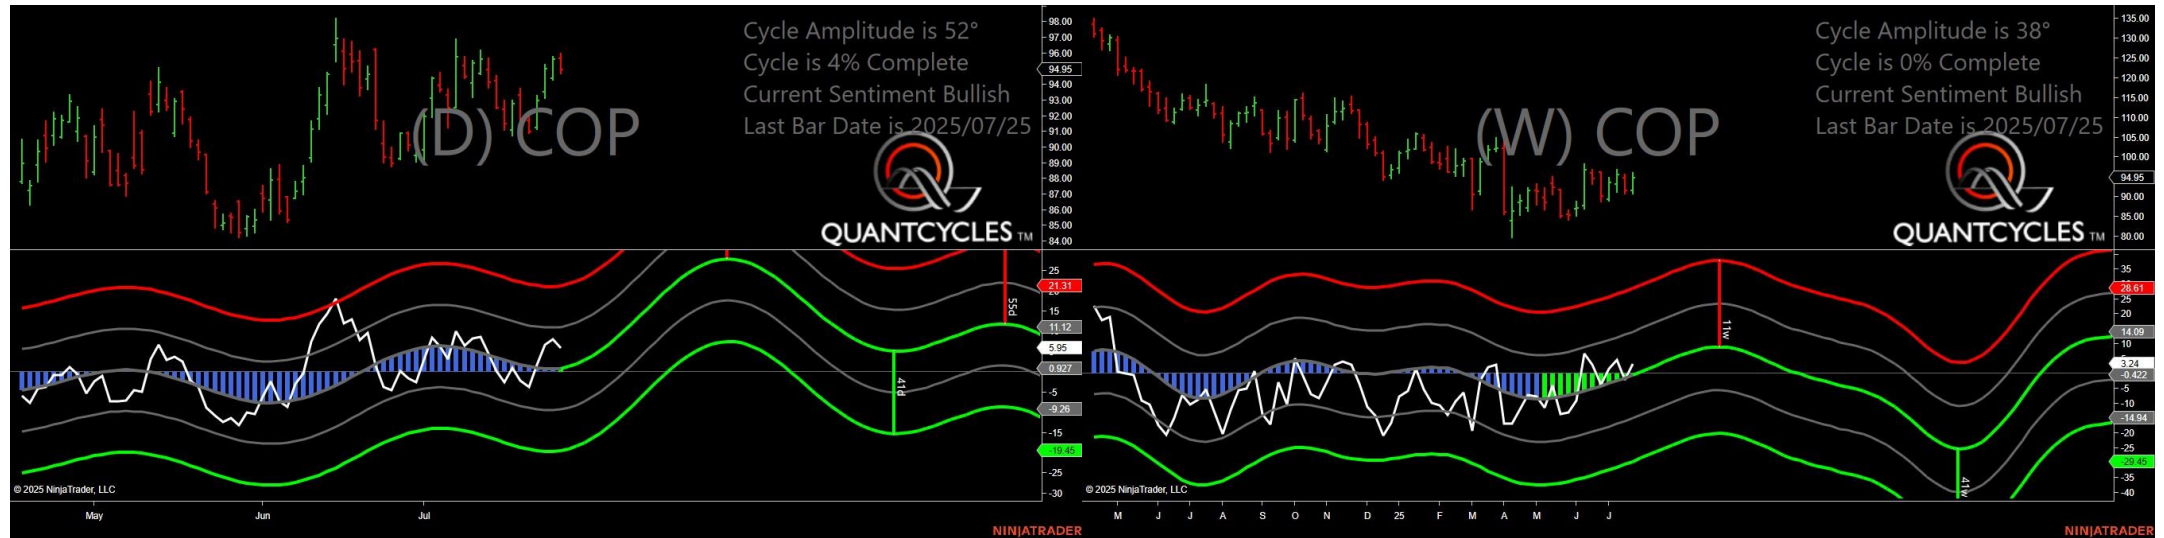 Cycle Amplitude is 52°
Cycle is 4% Complete
Current Sentiment Bullish
Last Bar Date is 2025/07/25
(D) COP
QUANTCYCLES TM
98.00
97.00
96.00
94.95
94.00
93.00
92.00
91.00
90.00
89.00
88.00
87.00
86.00
85.00
84.00
25
21.31
15
11.12
5.95
0.927
-5
-9.26
-15
-19.45
-25
-30
55d
41d
© 2025 NinjaTrader, LLC
May Jun Jul
NINJATRADER
Cycle Amplitude is 38°
Cycle is 0% Complete
Current Sentiment Bullish
Last Bar Date is 2025/07/25
(W) COP
QUANTCYCLES TM
135.00
130.00
125.00
120.00
115.00
110.00
105.00
100.00
94.95
90.00
85.00
80.00
35
28.61
25
20
14.09
10
3.24
-0.422
-5
-10
-14.94
-20
-25
-29.45
-35
-40
11w
41w
© 2025 NinjaTrader, LLC
M J J A S O N D 25 F M A M J J
NINJATRADER